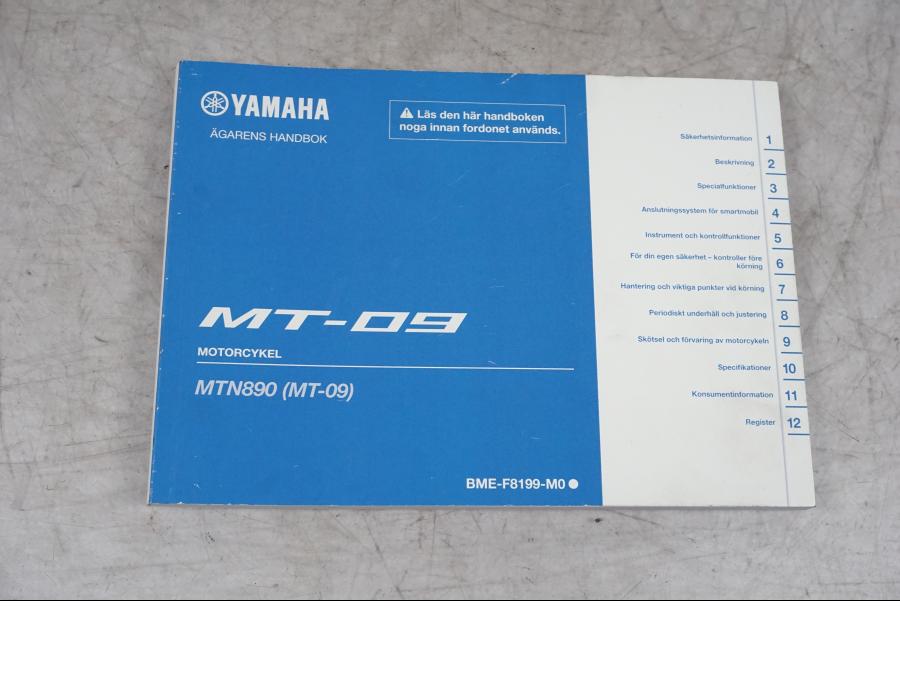 YAMAHA
ÄGARENS HANDBOK
Läs den här handboken
noga innan fordonet används.
MT-09
MOTORCYKEL
MTN890 (MT-09)
BME-F8199-M0
Säkerhetsinformation 1
Beskrivning 2
Specialfunktioner 3
Anslutningssystem för smartmobil 4
Instrument och kontrollfunktioner 5
För din egen säkerhet – kontroller före
körning 6
Hantering och viktiga punkter vid körning 7
Periodiskt underhåll och justering 8
Skötsel och förvaring av motorcykeln 9
Specifikationer 10
Konsumentinformation 11
Register 12